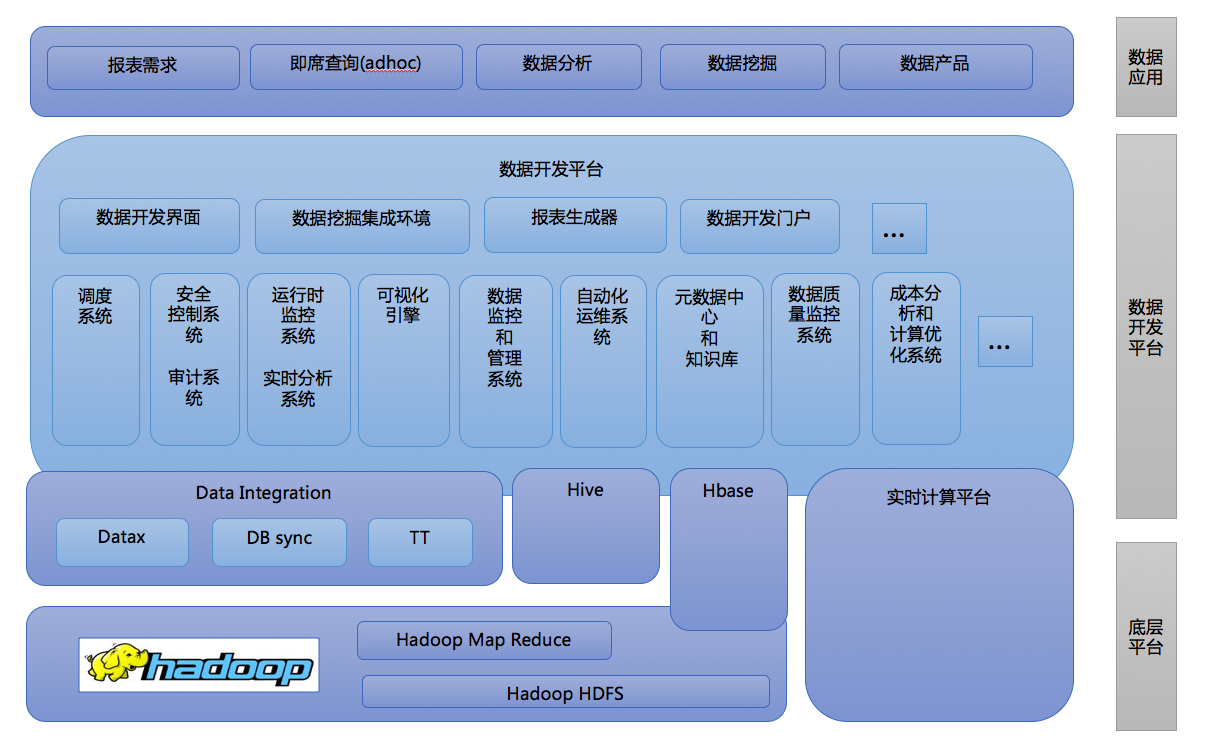 报表需求
即席查询(adhoc)
数据分析
数据挖掘
数据产品
数据
应用
数据开发平台
数据开发界面
数据挖掘集成环境
报表生成器
数据开发门户
...
调度
系统
安全
控制系
统
审计系
统
运行时
监控
系统
实时分析
系统
可视化
引擎
数据
监控
和
管理
系统
自动化
运维系
统
元数据中
心
和
知识库
数据质
量监控
系统
成本分
析和
计算优
化系统
...
数据
开发
平台
Data Integration
Datax
DB sync
TT
Hive
Hbase
实时计算平台
hadoop
Hadoop Map Reduce
Hadoop HDFS
底层
平台